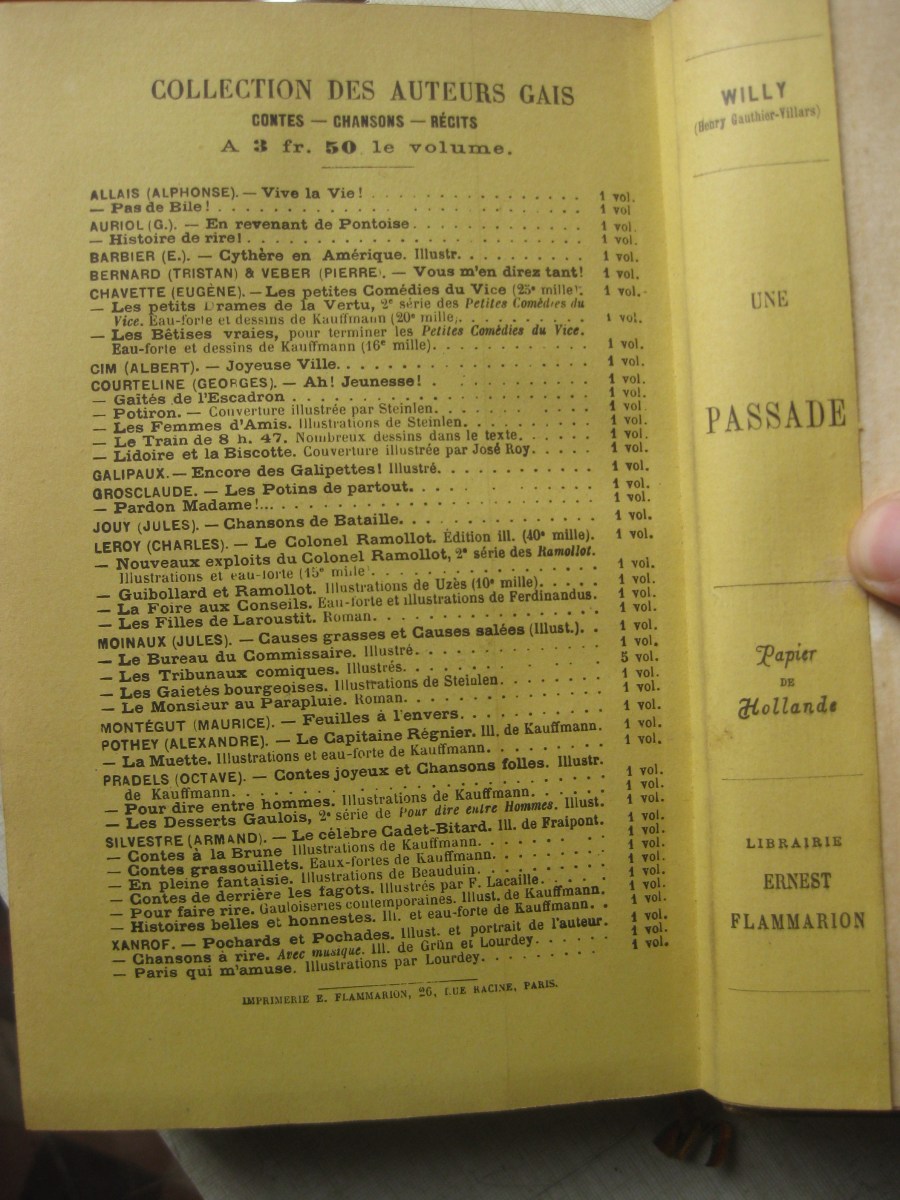 COLLECTION DES AUTEURS GAIS
CONTES — CHANSONS — RÉCITS
A 3 fr. 50 le volume.
ALLAIS (ALPHONSE). — Vive la Vie! . . . . . . . . . . 1 vol.
— Pas de Bile! . . . . . . . . . . 1 vol
AURIOL (G.). — En revenant de Pontoise . . . . . . . . . . 1 vol.
— Histoire de rire! . . . . . . . . . . 1 vol.
BARBIER (E.). — Cythère en Amérique. Illustr. . . . . . . . . . 1 vol.
BERNARD (TRISTAN) & VEBER (PIERRE). — Vous m'en direz tant! 1 vol.
CHAVETTE (EUGÈNE). — Les petites Comédies du Vice (25e mille). 1 vol.
— Les petits Drames de la Vertu, 2e série des Petites Comédies du
Vice. Eau-forte et dessins de Kauffmann (20e mille). . . . . . . . . 1 vol.
— Les Bêtises vraies, pour terminer les Petites Comédies du Vice.
Eau-forte et dessins de Kauffmann (16e mille). . . . . . . . . . 1 vol.
CIM (ALBERT). — Joyeuse Ville. . . . . . . . . . 1 vol.
COURTELINE (GEORGES). — Ah! Jeunesse! . . . . . . . . . 1 vol.
— Gaîtés de l'Escadron . . . . . . . . . . 1 vol.
— Potiron. — Couverture illustrée par Steinlen. . . . . . . . . 1 vol
— Les Femmes d'Amis. Illustrations de Steinlen. . . . . . . . 1 vol.
— Le Train de 8 h. 47. Nombreux dessins dans le texte. . . . . . 1 vol.
— Lidoire et la Biscotte. Couverture illustrée par José Roy. . . . . 1 vol.
GALIPAUX. — Encore des Galipettes! Illustré. . . . . . . . . . 1 vol.
GROSCLAUDE. — Les Potins de partout. . . . . . . . . . 1 vol.
— Pardon Madame!... . . . . . . . . . . 1 vol.
JOUY (JULES). — Chansons de Bataille. . . . . . . . . . 1 vol.
LEROY (CHARLES). — Le Colonel Ramollot. Édition ill. (40e mille). 1 vol.
— Nouveaux exploits du Colonel Ramollot, 2e série des Ramollot.
Illustrations et eau-forte (15e mille). . . . . . . . . . 1 vol.
— Guibollard et Ramollot. Illustrations de Uzès (10e mille). . . . . 1 vol.
— La Foire aux Conseils. Eau-forte et illustrations de Ferdinandus. 1 vol.
— Les Filles de Laroustit. Roman. . . . . . . . . . 1 vol.
MOINAUX (JULES). — Causes grasses et Causes salées (Illust.). . 1 vol.
— Le Bureau du Commissaire. Illustré. . . . . . . . . . 1 vol.
— Les Tribunaux comiques. Illustrés. . . . . . . . . . 5 vol.
— Les Gaietés bourgeoises. Illustrations de Steinlen . . . . . . . 1 vol.
— Le Monsieur au Parapluie. Roman. . . . . . . . . . 1 vol.
MONTÉGUT (MAURICE). — Feuilles à l'envers. . . . . . . . . 1 vol.
POTHEY (ALEXANDRE). — Le Capitaine Régnier. Ill. de Kauffmann. 1 vol.
— La Muette. Illustrations et eau-forte de Kauffmann. . . . . . . . 1 vol.
PRADELS (OCTAVE). — Contes joyeux et Chansons folles. Illustr.
de Kauffmann. . . . . . . . . . 1 vol.
— Pour dire entre hommes. Illustrations de Kauffmann. . . . . . 1 vol.
— Les Desserts Gaulois, 2e série de Pour dire entre Hommes. Illust. 1 vol.
SILVESTRE (ARMAND). — Le célèbre Cadet-Bitard. Ill. de Fraipont. 1 vol.
— Contes à la Brune Illustrations de Kauffmann. . . . . . . . . 1 vol.
— Contes grassouillets. Eaux-fortes de Kauffmann. . . . . . . . 1 vol.
— En pleine fantaisie. Illustrations de Beauduin. . . . . . . . . 1 vol.
— Contes de derrière les fagots. Illustrés par F. Lacaille. . . . . 1 vol.
— Pour faire rire. Gauloiseries contemporaines. Illust. de Kauffmann. 1 vol.
— Histoires belles et honnestes. Ill. et eau-forte de Kauffmann. . . 1 vol.
XANROF. — Pochards et Pochades. Illust. et portrait de l'auteur. 1 vol.
— Chansons à rire. Avec musique. Ill. de Grün et Lourdey. . . . . . 1 vol.
— Paris qui m'amuse. Illustrations par Lourdey. . . . . . . . . 1 vol.
IMPRIMERIE E. FLAMMARION, 26, RUE RACINE, PARIS.
WILLY
(Henry Gauthier-Villars)
UNE
PASSADE
Papier
DE
Hollande
LIBRAIRIE
ERNEST
FLAMMARION